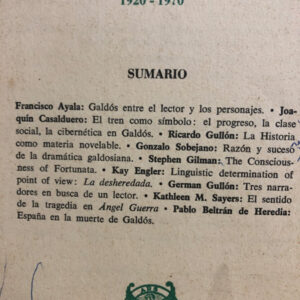 1920 - 1970
SUMARIO
Francisco Ayala: Galdós entre el lector y los personajes. • Joa-
quín Casalduero: El tren como símbolo: el progreso, la clase
social, la cibernética en Galdós. • Ricardo Gullón: La Historia
como materia novelable. • Gonzalo Sobejano: Razón y suceso
de la dramática galdosiana. • Stephen Gilman: The Conscious-
ness of Fortunata. • Kay Engler: Linguistic determination of
point of view: La desheredada. • German Gullón: Tres narra-
dores en busca de un lector. • Kathleen M. Sayers: El sentido
de la tragedia en Angel Guerra • Pablo Beltrán de Heredia:
España en la muerte de Galdós.